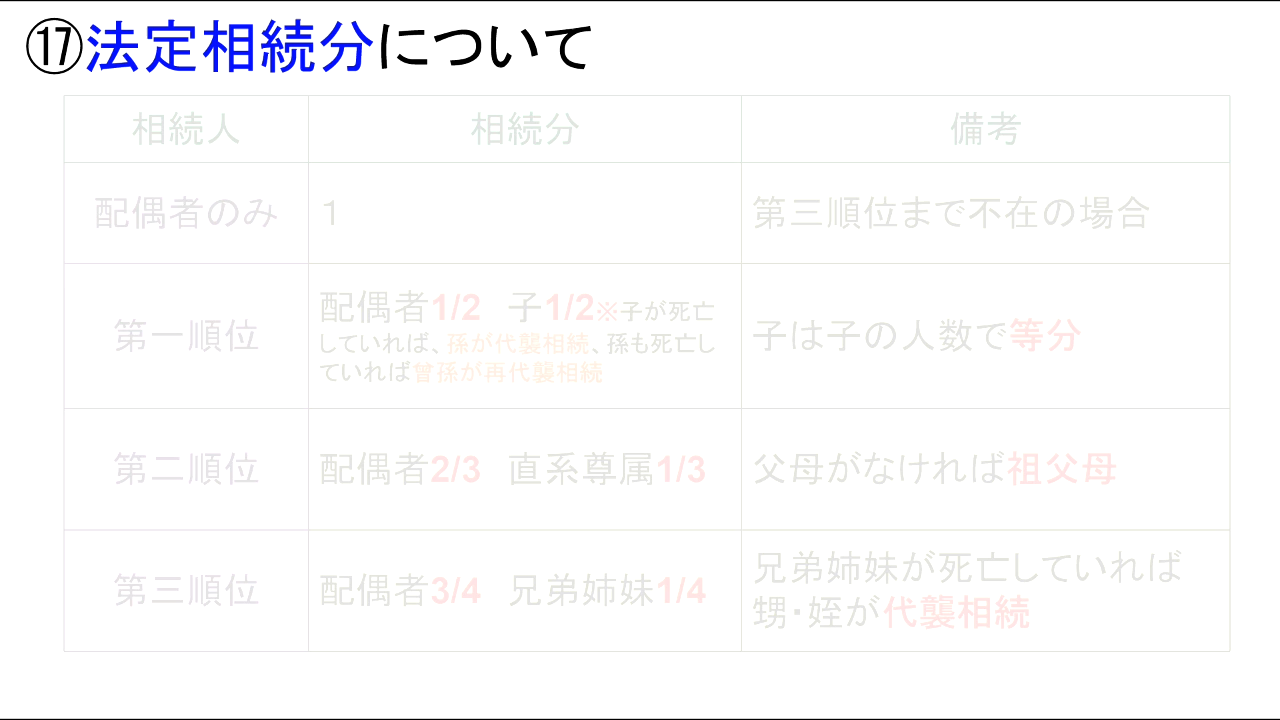 ⑰法定相続分について
相続人 相続分 備考
配偶者のみ 1 第三順位まで不在の場合
第一順位
配偶者1/2 子1/2※子が死亡
していれば、孫が代襲相続、孫も死亡し
ていれば曾孫が再代襲相続
子は子の人数で等分
第二順位 配偶者2/3 直系尊属1/3 父母がなければ祖父母
第三順位 配偶者3/4 兄弟姉妹1/4
兄弟姉妹が死亡していれば
甥・姪が代襲相続